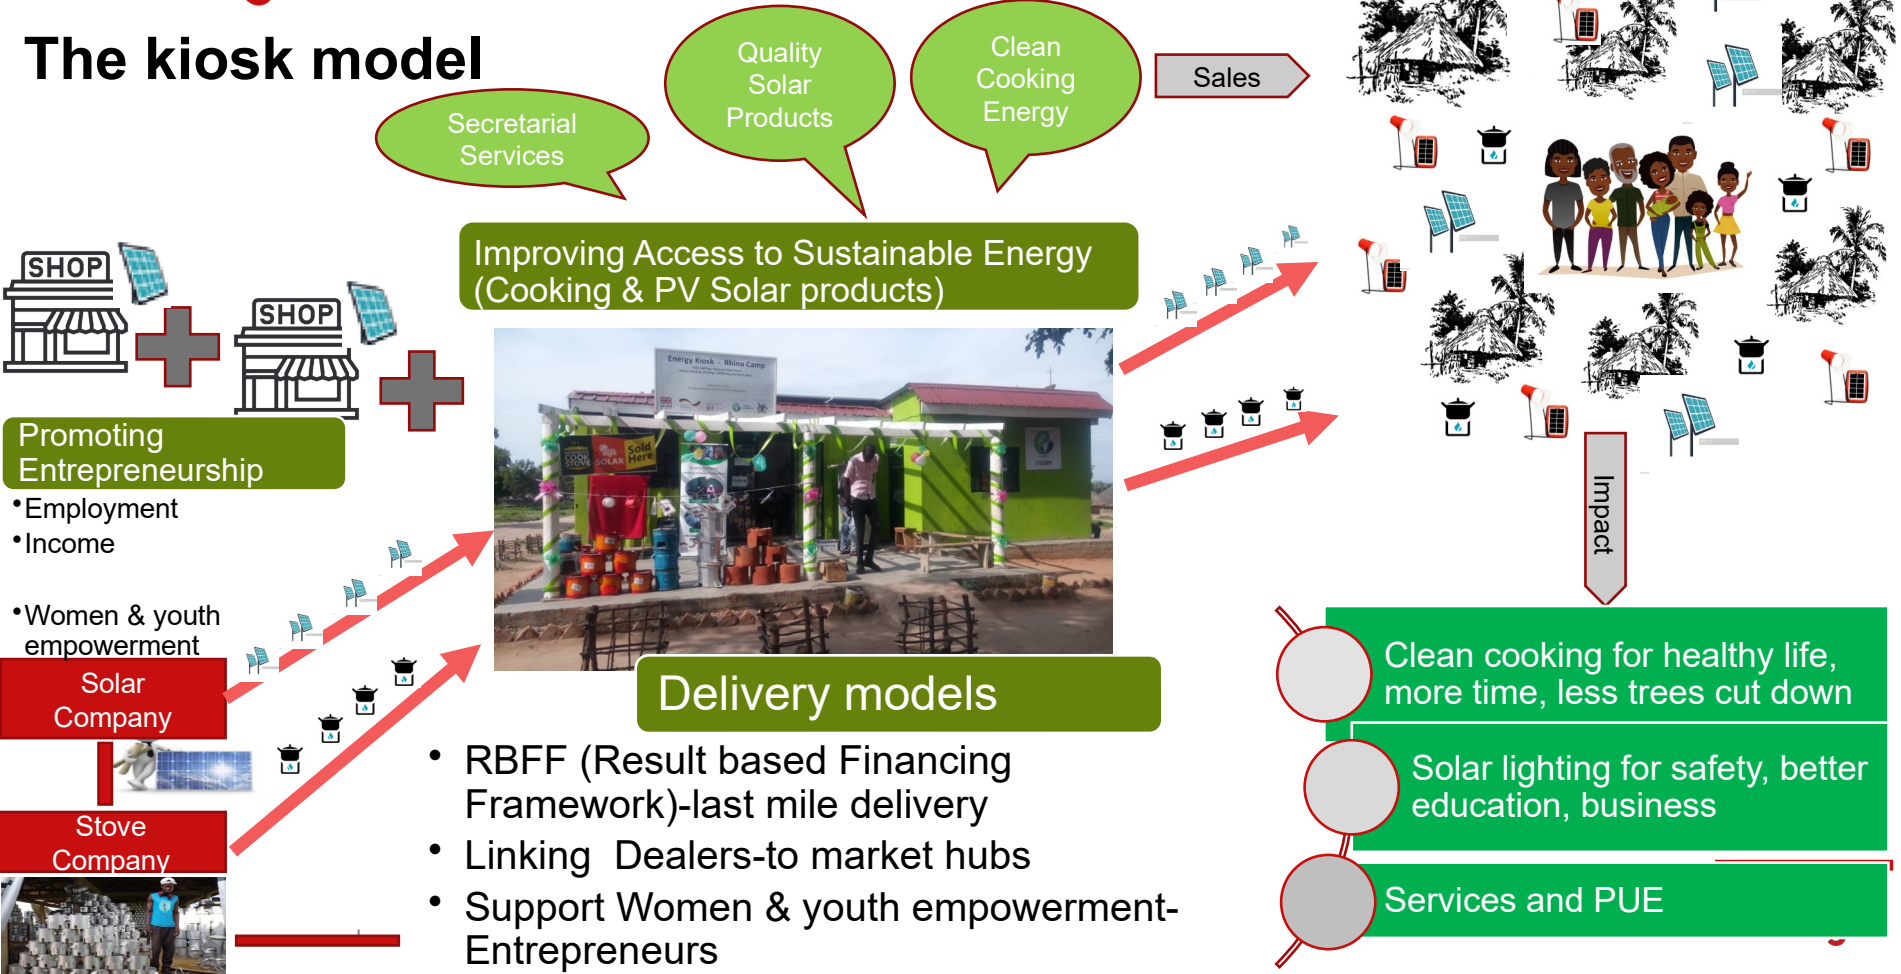 The kiosk model
Secretarial
Services
Quality
Solar
Products
Clean
Cooking
Energy
Sales
SHOP
SHOP
Improving Access to Sustainable Energy
(Cooking & PV Solar products)
Energy Kiosk - Rhino Camp
COOK
STOVE
SOLAR
Sold
Here
Promoting
Entrepreneurship
•Employment
•Income
•Women & youth
empowerment
Solar
Company
Stove
Company
Delivery models
• RBFF (Result based Financing
Framework)-last mile delivery
• Linking  Dealers-to market hubs
• Support Women & youth empowerment-
Entrepreneurs
Impact
Clean cooking for healthy life,
more time, less trees cut down
Solar lighting for safety, better
education, business
Services and PUE